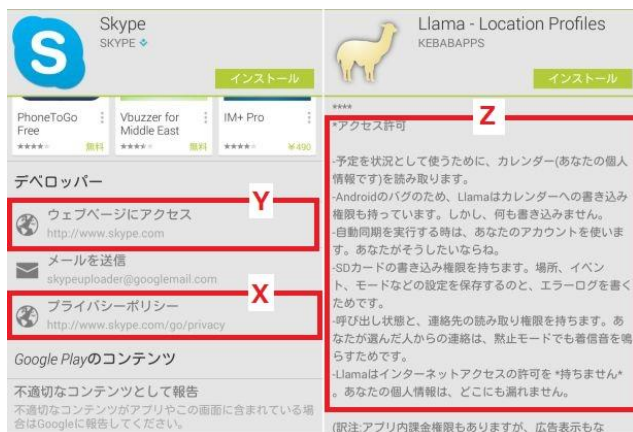 Skype
SKYPE
インストール
PhoneToGo
Free
****
無料
Vbuzzer for
Middle East
****
無料
IM+ Pro
****
¥490
デベロッパー
Y
ウェブページにアクセス
http://www.skype.com
メールを送信
skypeuploader@googlemail.com
X
プライバシーポリシー
http://www.skype.com/go/privacy
Google Playのコンテンツ
不適切なコンテンツとして報告
不適切なコンテンツがアプリやこの画面に含まれている場
合はGoogleに報告してください。
Llama - Location Profiles
KEBABAPPS
インストール
****
Z
*アクセス許可
-予定を状況として使うために、カレンダー(あなたの個人
情報です)を読み取ります。
-Androidのバグのため、Llamaはカレンダーへの書き込み
権限も持っています。しかし、何も書き込みません。
-自動同期を実行する時は、あなたのアカウントを使いま
す。あなたがそうしたいならね。
-SDカードの書き込み権限を持ちます。場所、イベン
ト、モードなどの設定を保存するのと、エラーログを書く
ためです。
-呼び出し状態と、連絡先の読み取り権限を持ちます。あ
なたが選んだ人からの連絡は、黙止モードでも着信音を鳴
らすためです。
-Llamaはインターネットアクセスの許可を *持ちません*
。あなたの個人情報は、どこにも漏れません。
(訳注:アプリ内課金権限もありますが、広告表示もな